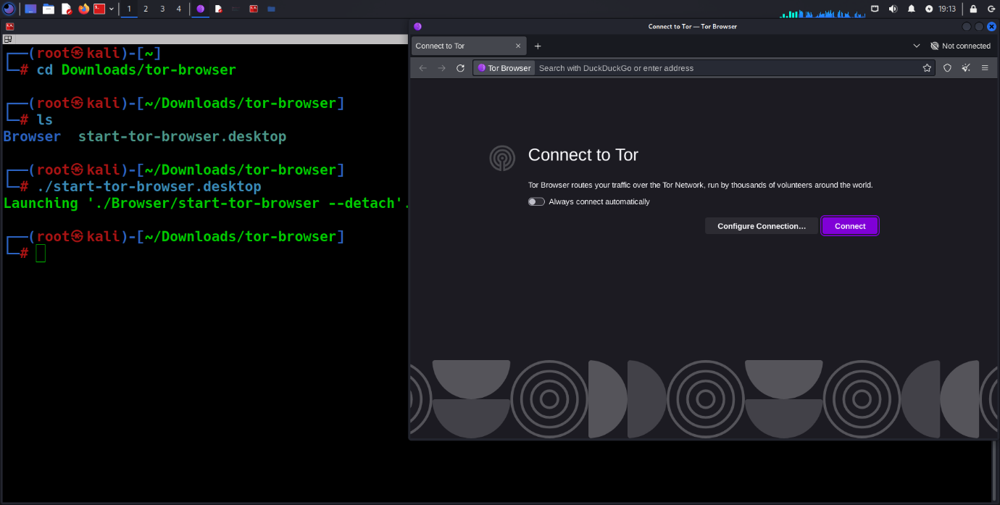 1 2 3 4
19:13
┌──(root㉿kali)-[~]
└─# cd Downloads/tor-browser
┌──(root㉿kali)-[~/Downloads/tor-browser]
└─# ls
Browser start-tor-browser.desktop
┌──(root㉿kali)-[~/Downloads/tor-browser]
└─# ./start-tor-browser.desktop
Launching './Browser/start-tor-browser --detach'.
┌──(root㉿kali)-[~/Downloads/tor-browser]
└─#
Connect to Tor — Tor Browser
Connect to Tor
Not connected
Tor Browser Search with DuckDuckGo or enter address
Connect to Tor
Tor Browser routes your traffic over the Tor Network, run by thousands of volunteers around the world.
Always connect automatically
Configure Connection… Connect